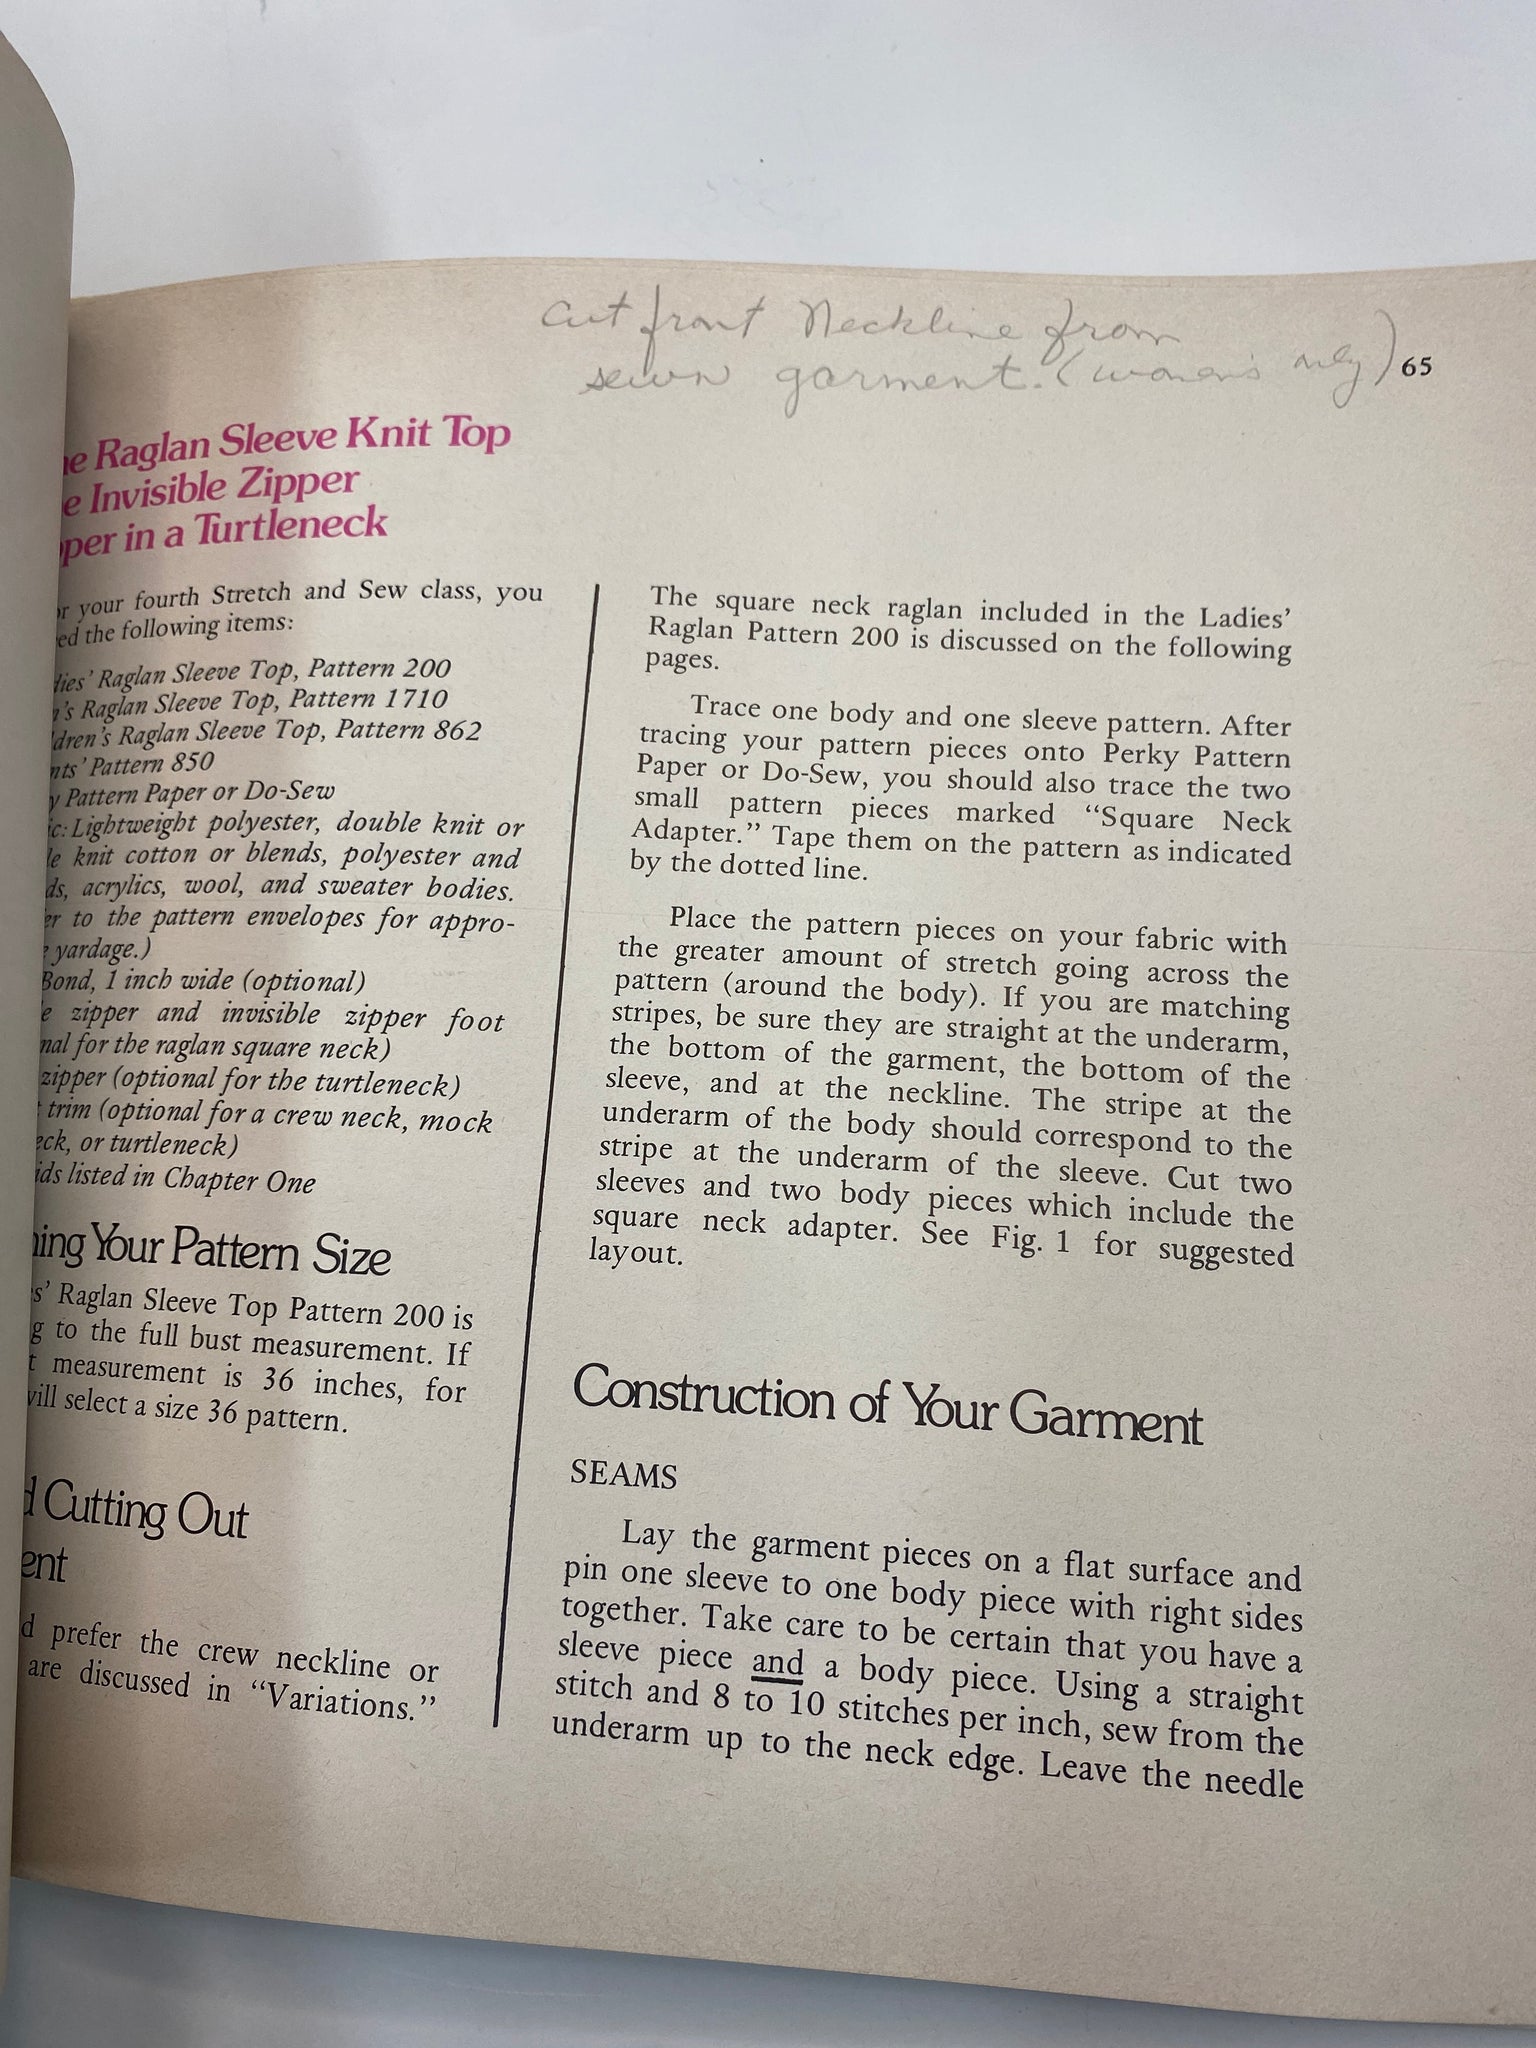 cut front Neckline from
sewn garment. (women's only)
65
Raglan Sleeve Knit Top
Invisible Zipper
in a Turtleneck
your fourth Stretch and Sew class, you
the following items:
Raglan Sleeve Top, Pattern 200
Raglan Sleeve Top, Pattern 1710
Raglan Sleeve Top, Pattern 862
Pattern 850
Pattern Paper or Do-Sew
Lightweight polyester, double knit or
knit cotton or blends, polyester and
acrylics, wool, and sweater bodies.
to the pattern envelopes for appro-
yardage.)
Bond, 1 inch wide (optional)
zipper and invisible zipper foot
for the raglan square neck)
zipper (optional for the turtleneck)
trim (optional for a crew neck, mock
or turtleneck)
listed in Chapter One
Your Pattern Size
Raglan Sleeve Top Pattern 200 is
to the full bust measurement. If
measurement is 36 inches, for
will select a size 36 pattern.
Cutting Out
prefer the crew neckline or
are discussed in “Variations.”
The square neck raglan included in the Ladies’
Raglan Pattern 200 is discussed on the following
pages.
Trace one body and one sleeve pattern. After
tracing your pattern pieces onto Perky Pattern
Paper or Do-Sew, you should also trace the two
small pattern pieces marked “Square Neck
Adapter.” Tape them on the pattern as indicated
by the dotted line.
Place the pattern pieces on your fabric with
the greater amount of stretch going across the
pattern (around the body). If you are matching
stripes, be sure they are straight at the underarm,
the bottom of the garment, the bottom of the
sleeve, and at the neckline. The stripe at the
underarm of the body should correspond to the
stripe at the underarm of the sleeve. Cut two
sleeves and two body pieces which include the
square neck adapter. See Fig. 1 for suggested
layout.
Construction of Your Garment
SEAMS
Lay the garment pieces on a flat surface and
pin one sleeve to one body piece with right sides
together. Take care to be certain that you have a
sleeve piece and a body piece. Using a straight
stitch and 8 to 10 stitches per inch, sew from the
underarm up to the neck edge. Leave the needle